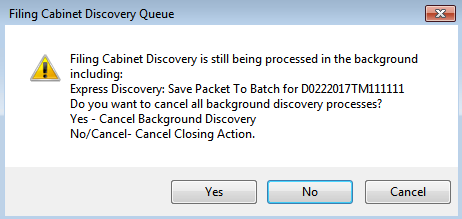 Filing Cabinet Discovery Queue
Filing Cabinet Discovery is still being processed in the background
including:
Express Discovery: Save Packet To Batch for D0222017TM111111
Do you want to cancel all background discovery processes?
Yes - Cancel Background Discovery
No/Cancel- Cancel Closing Action.
Yes No Cancel